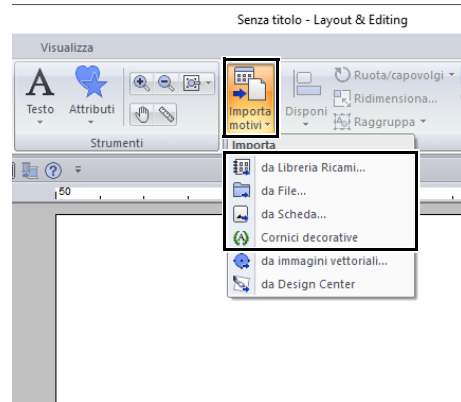 Senza titolo - Layout & Editing
Visualizza
A
Testo
Attributi
Strumenti
Importa
motivi
Disponi
Ruota/capovolgi
Ridimensiona...
Raggruppa
Importa
da Libreria Ricami...
da File...
da Scheda...
Cornici decorative
da immagini vettoriali...
da Design Center
50